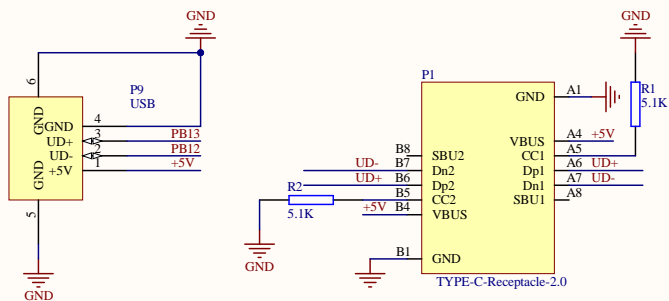 GND
6
P9
USB
GND
GND
4
UD+
3
PB13
UD-
2
PB12
+5V
1
+5V
GND
5
GND
GND
R1
5.1K
P1
GND
A1
VBUS
A4
+5V
B8
SBU2
CC1
A5
UD-
B7
Dn2
Dp1
A6
UD+
UD+
B6
Dp2
Dn1
A7
UD-
R2
5.1K
B5
CC2
SBU1
A8
+5V
B4
VBUS
B1
GND
GND
TYPE-C-Receptacle-2.0